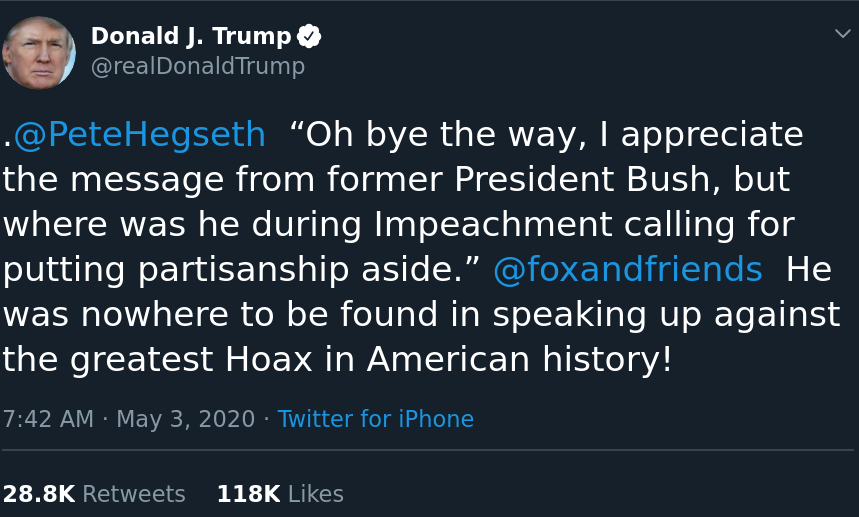 Donald J. Trump
@realDonaldTrump
.@PeteHegseth “Oh bye the way, I appreciate
the message from former President Bush, but
where was he during Impeachment calling for
putting partisanship aside.” @foxandfriends He
was nowhere to be found in speaking up against
the greatest Hoax in American history!
7:42 AM · May 3, 2020 · Twitter for iPhone
28.8K Retweets 118K Likes